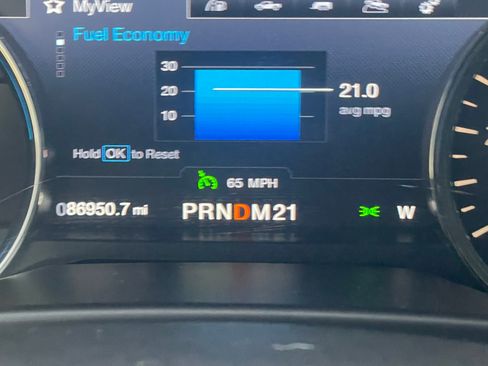 MyView
Fuel Economy
30
20
10
21.0
avg mpg
Hold OK to Reset
65 MPH
086950.7 mi
PRNDM21
W